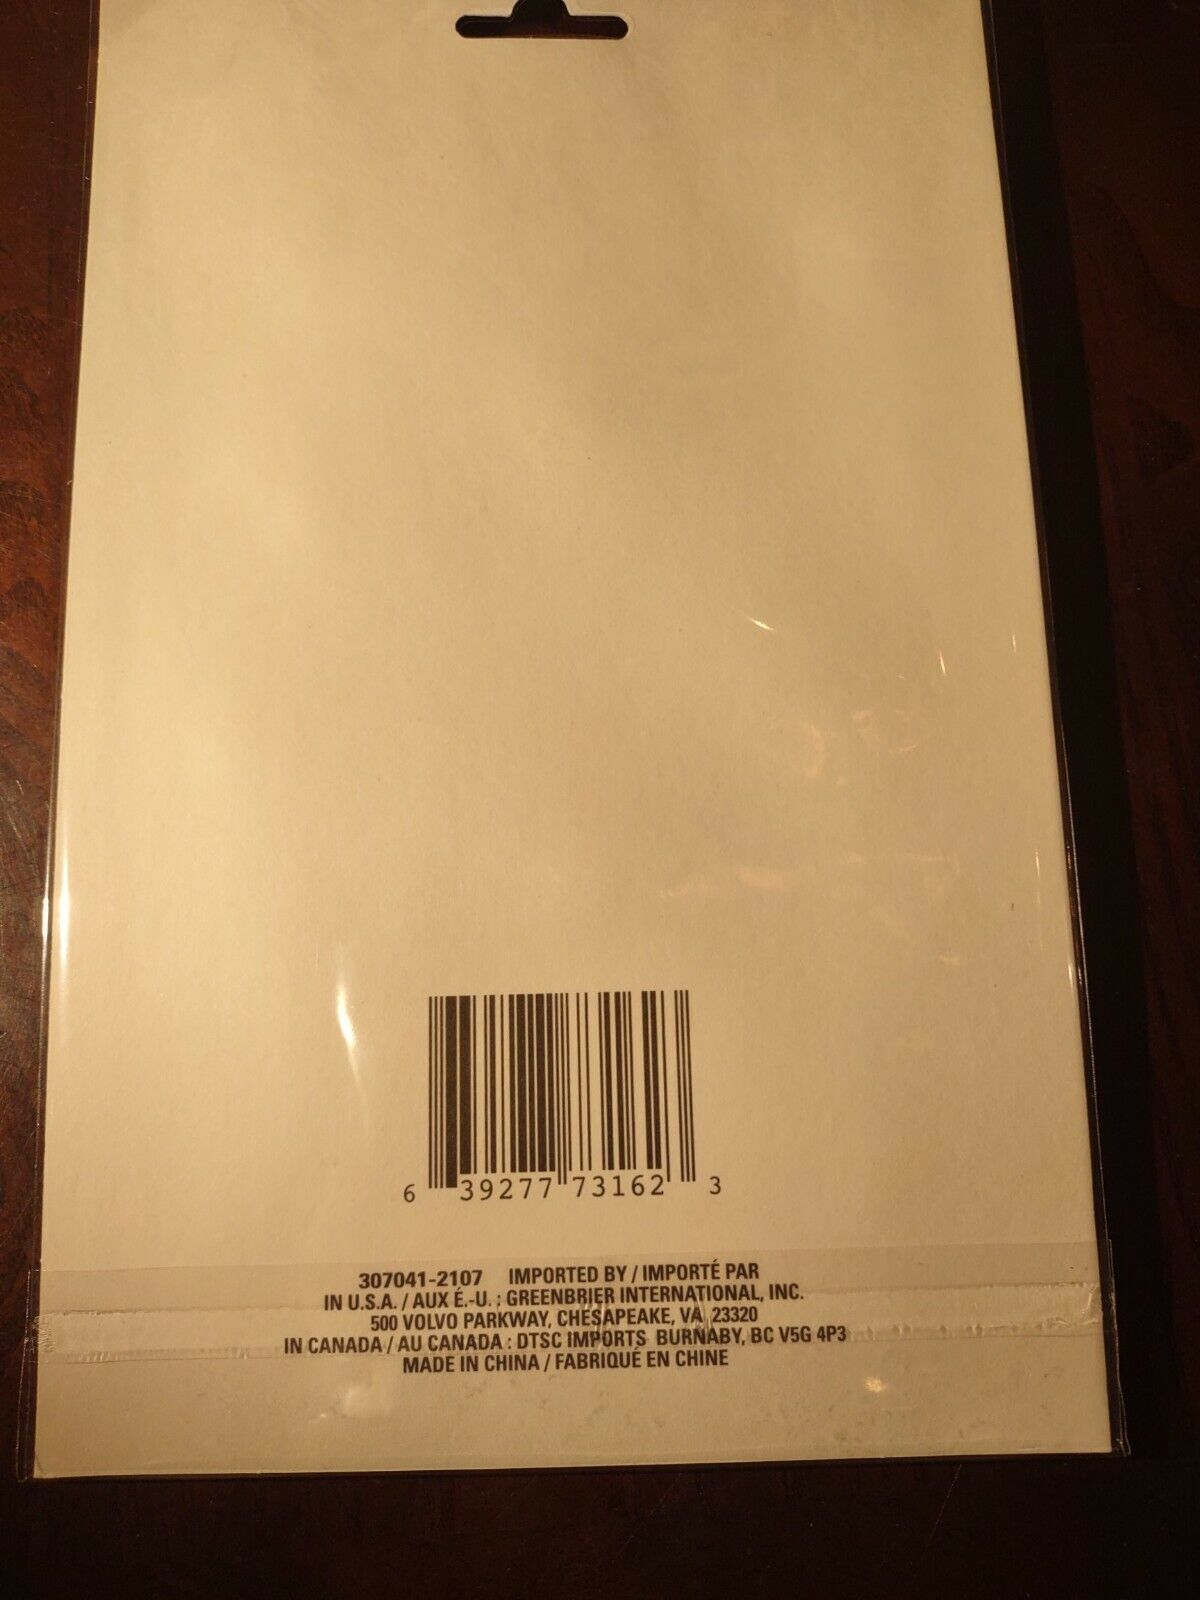 6 39277 73162 3
307041-2107 IMPORTED BY / IMPORTÉ PAR
IN U.S.A. / AUX É.-U. : GREENBRIER INTERNATIONAL, INC.
500 VOLVO PARKWAY, CHESAPEAKE, VA 23320
IN CANADA / AU CANADA : DTSC IMPORTS BURNABY, BC V5G 4P3
MADE IN CHINA / FABRIQUÉ EN CHINE